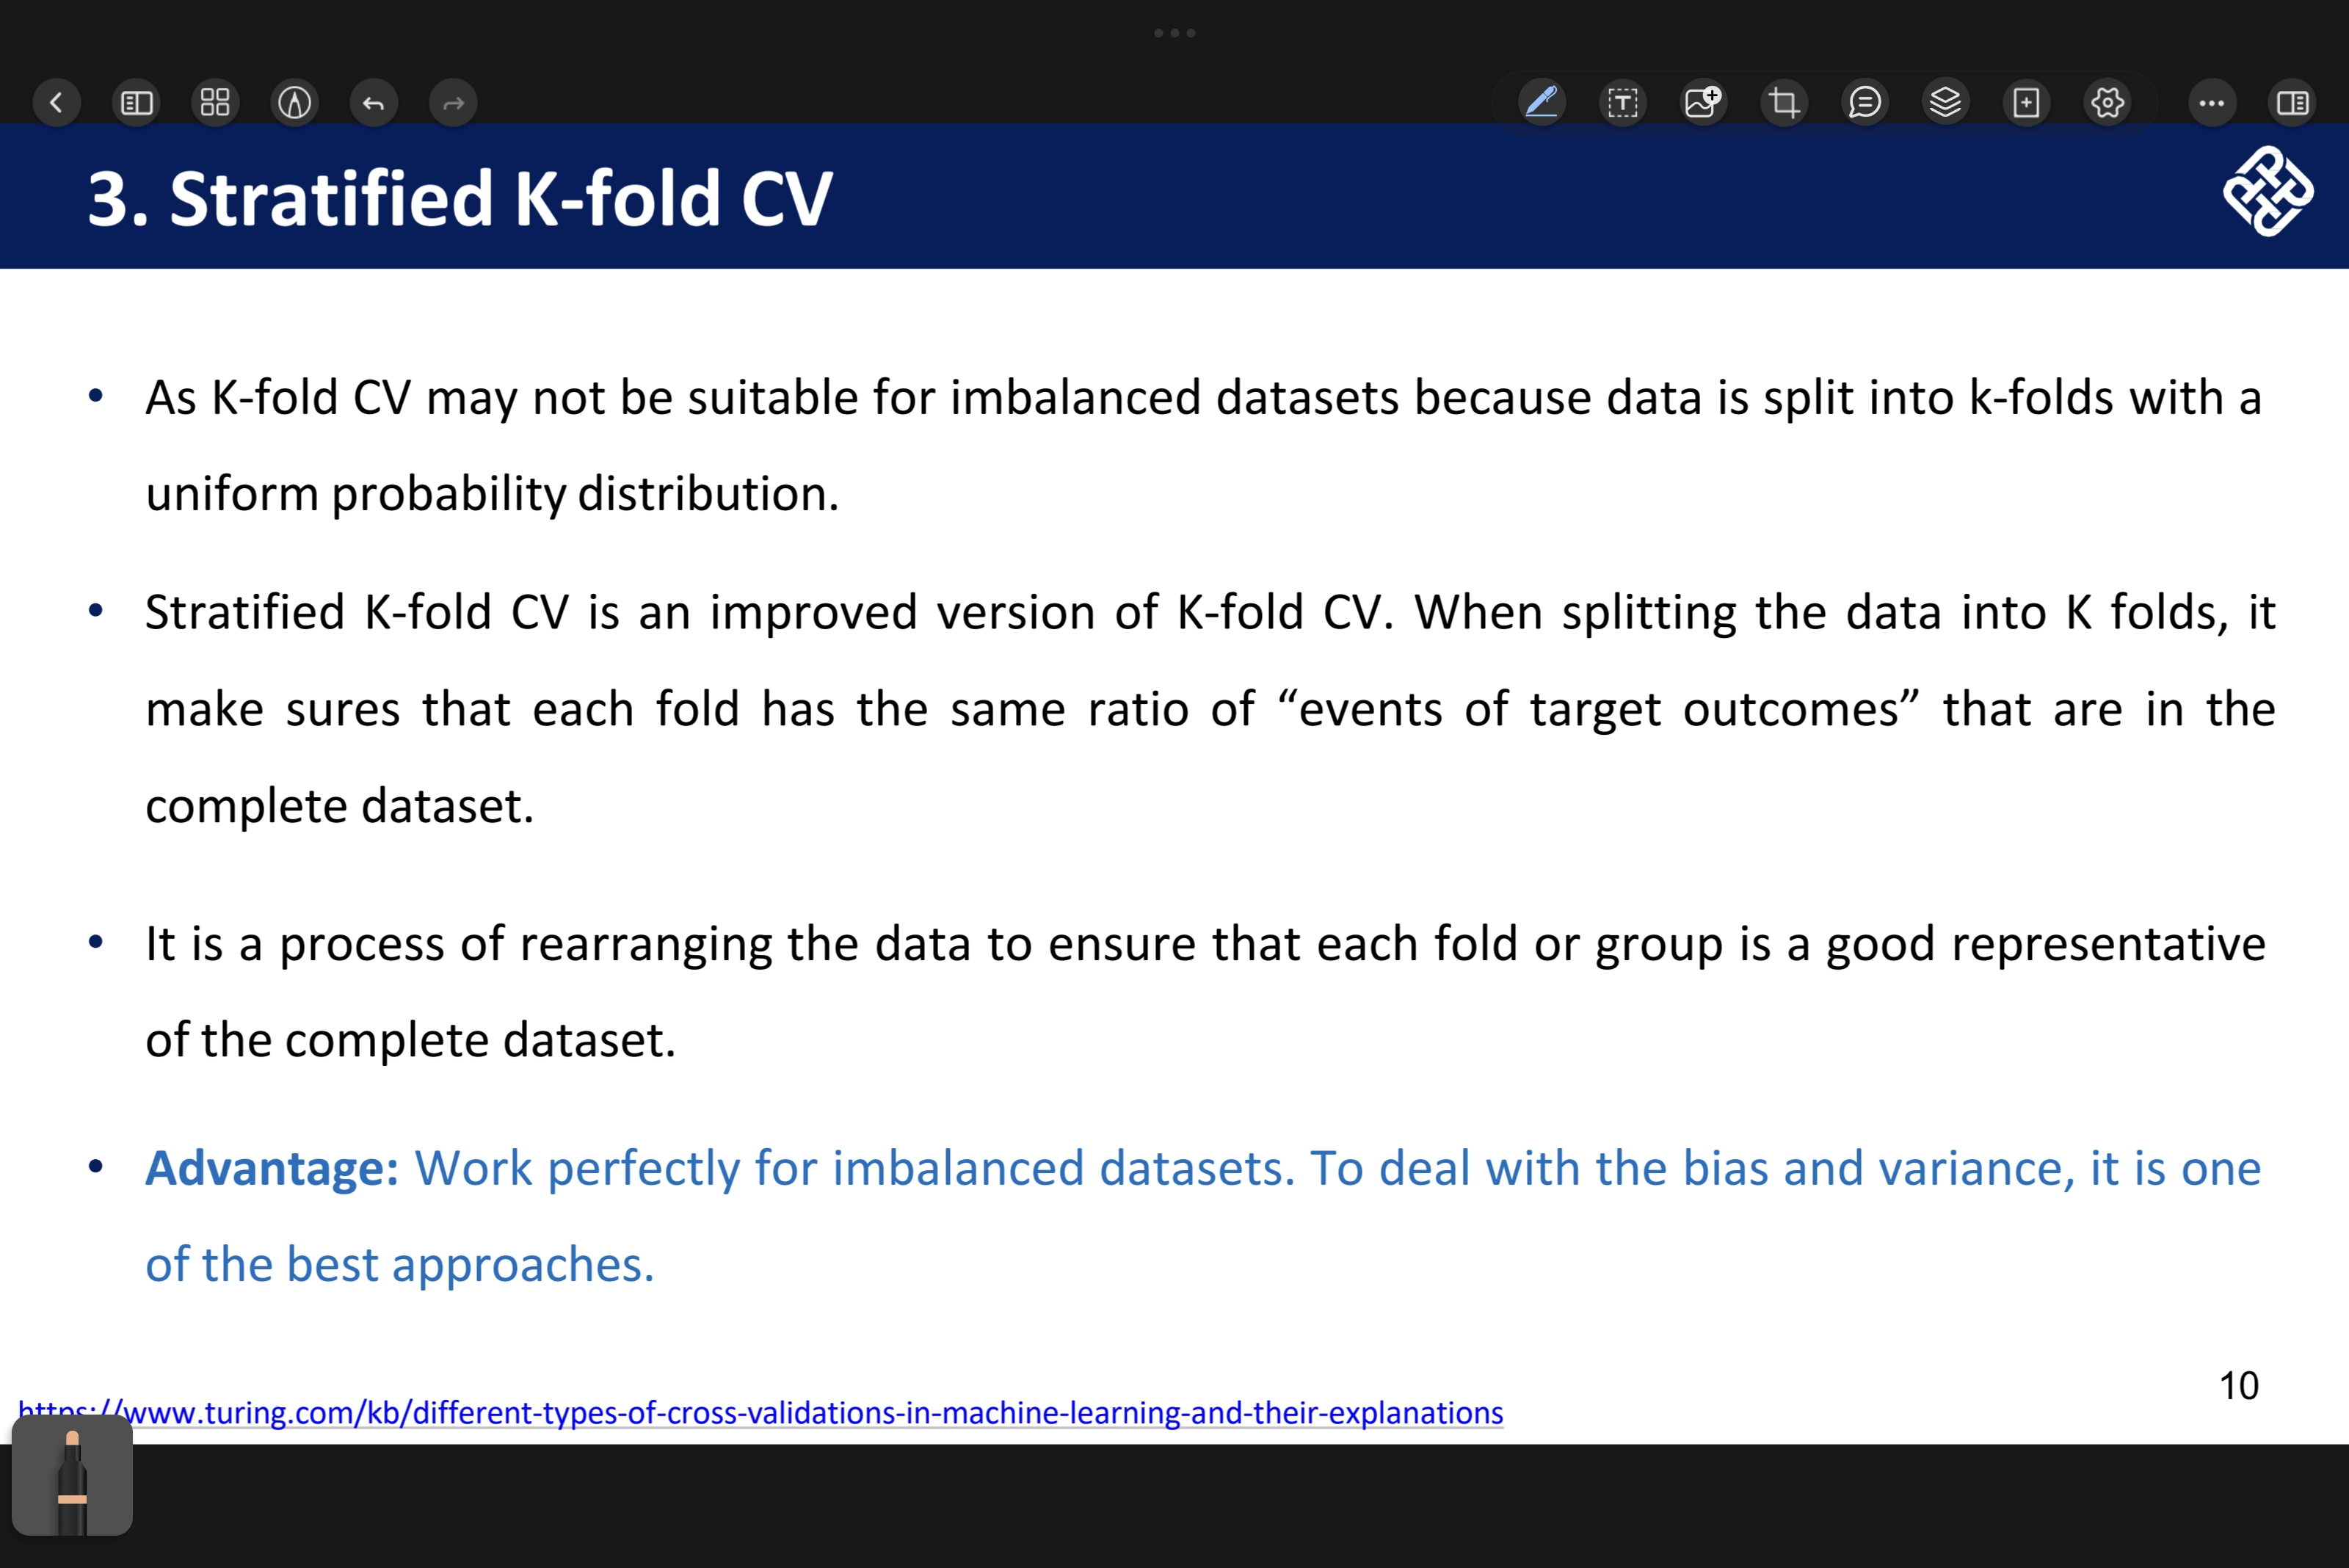 3. Stratified K-fold CV
• As K-fold CV may not be suitable for imbalanced datasets because data is split into k-folds with a
uniform probability distribution.
• Stratified K-fold CV is an improved version of K-fold CV. When splitting the data into K folds, it
make sures that each fold has the same ratio of “events of target outcomes” that are in the
complete dataset.
• It is a process of rearranging the data to ensure that each fold or group is a good representative
of the complete dataset.
• Advantage: Work perfectly for imbalanced datasets. To deal with the bias and variance, it is one
of the best approaches.
10
https://www.turing.com/kb/different-types-of-cross-validations-in-machine-learning-and-their-explanations